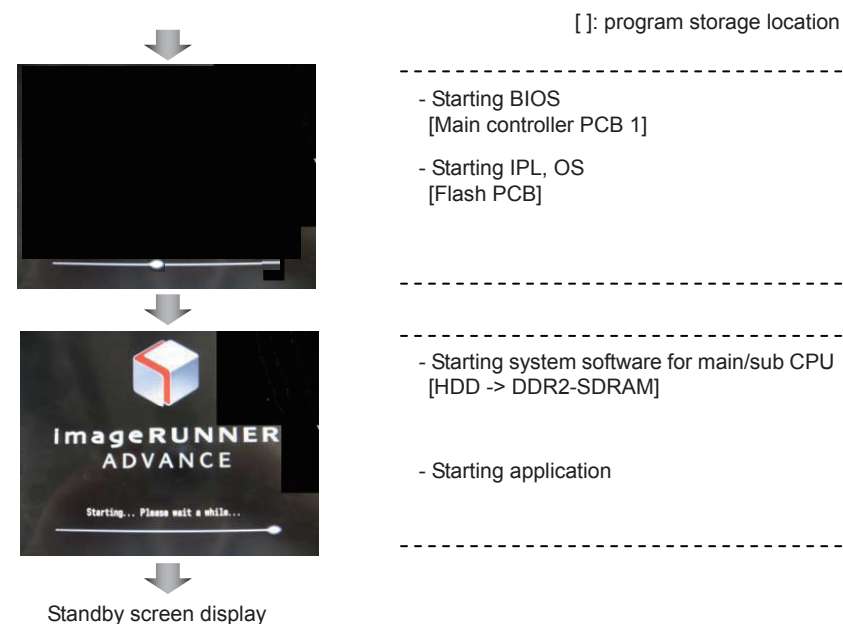 [ ]: program storage location
- Starting BIOS
[Main controller PCB 1]
- Starting IPL, OS
[Flash PCB]
imageRUNNER
ADVANCE
Starting... Please wait a while...
- Starting system software for main/sub CPU
[HDD -> DDR2-SDRAM]
- Starting application
Standby screen display